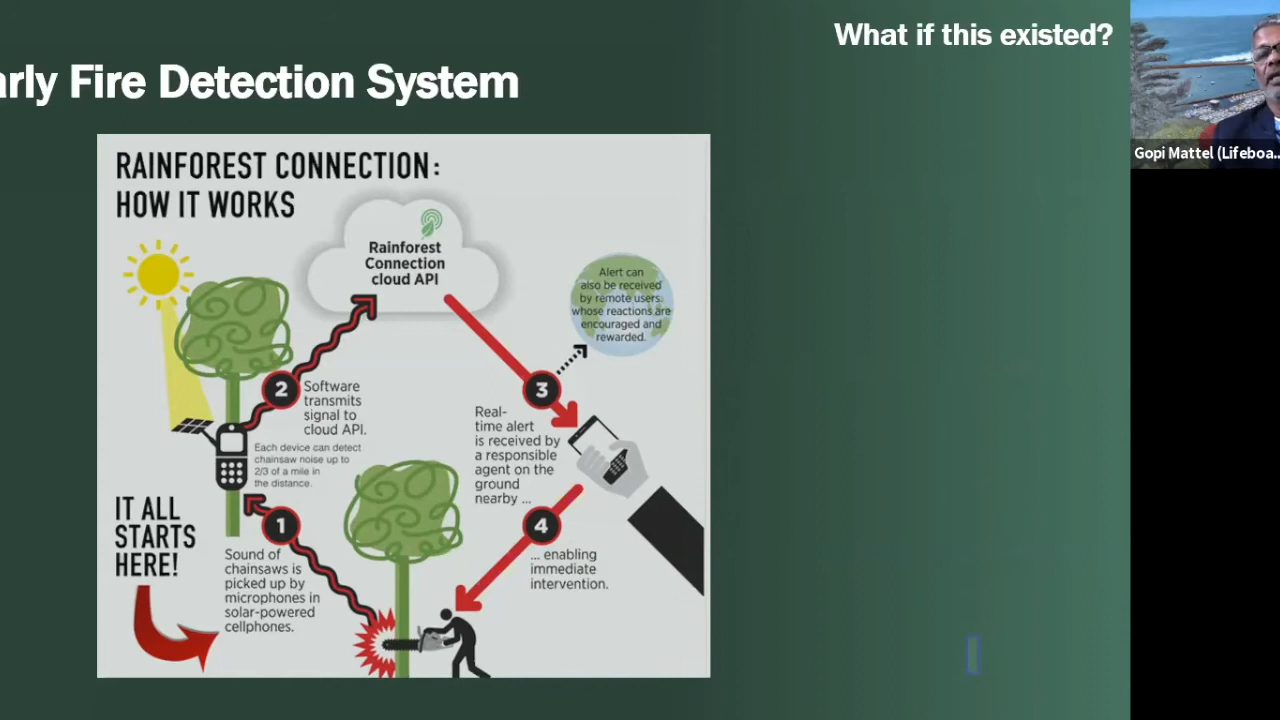 What if this existed?
arly Fire Detection System
Gopi Mattel (Lifeboa...
RAINFOREST CONNECTION:
HOW IT WORKS
Rainforest
Connection
cloud API
Alert can
also be received
by remote users.
whose reactions are
encouraged and
rewarded.
2
Software
transmits
signal to
cloud API.
Each device can detect
chainsaw noise up to
2/3 of a mile in
the distance.
3
Real-
time alert
is received by
a responsible
agent on the
ground
nearby ...
IT ALL
STARTS
HERE!
1
Sound of
chainsaws is
picked up by
microphones in
solar-powered
cellphones.
4
... enabling
immediate
intervention.